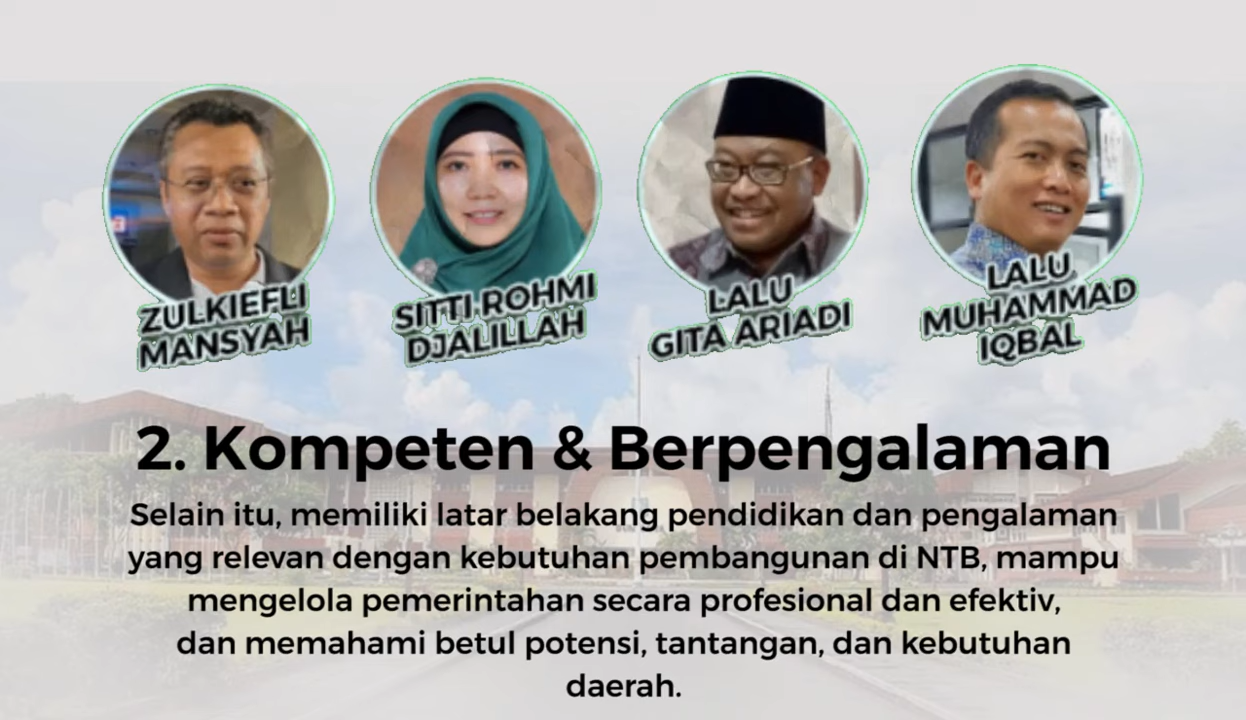 ZULKIEFLI
MANSYAH
SITTI ROHMI
DJALILLAH
LALU
GITA ARIADI
LALU
MUHAMMAD
IQBAL
2. Kompeten & Berpengalaman
Selain itu, memiliki latar belakang pendidikan dan pengalaman
yang relevan dengan kebutuhan pembangunan di NTB, mampu
mengelola pemerintahan secara profesional dan efektiv,
dan memahami betul potensi, tantangan, dan kebutuhan
daerah.